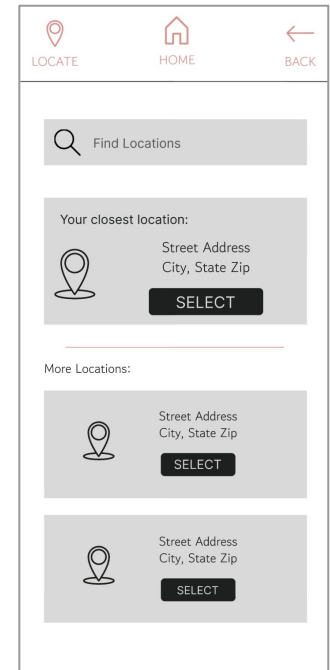 LOCATE
HOME
BACK
Find Locations
Your closest location:
Street Address
City, State Zip
SELECT
More Locations:
Street Address
City, State Zip
SELECT
Street Address
City, State Zip
SELECT